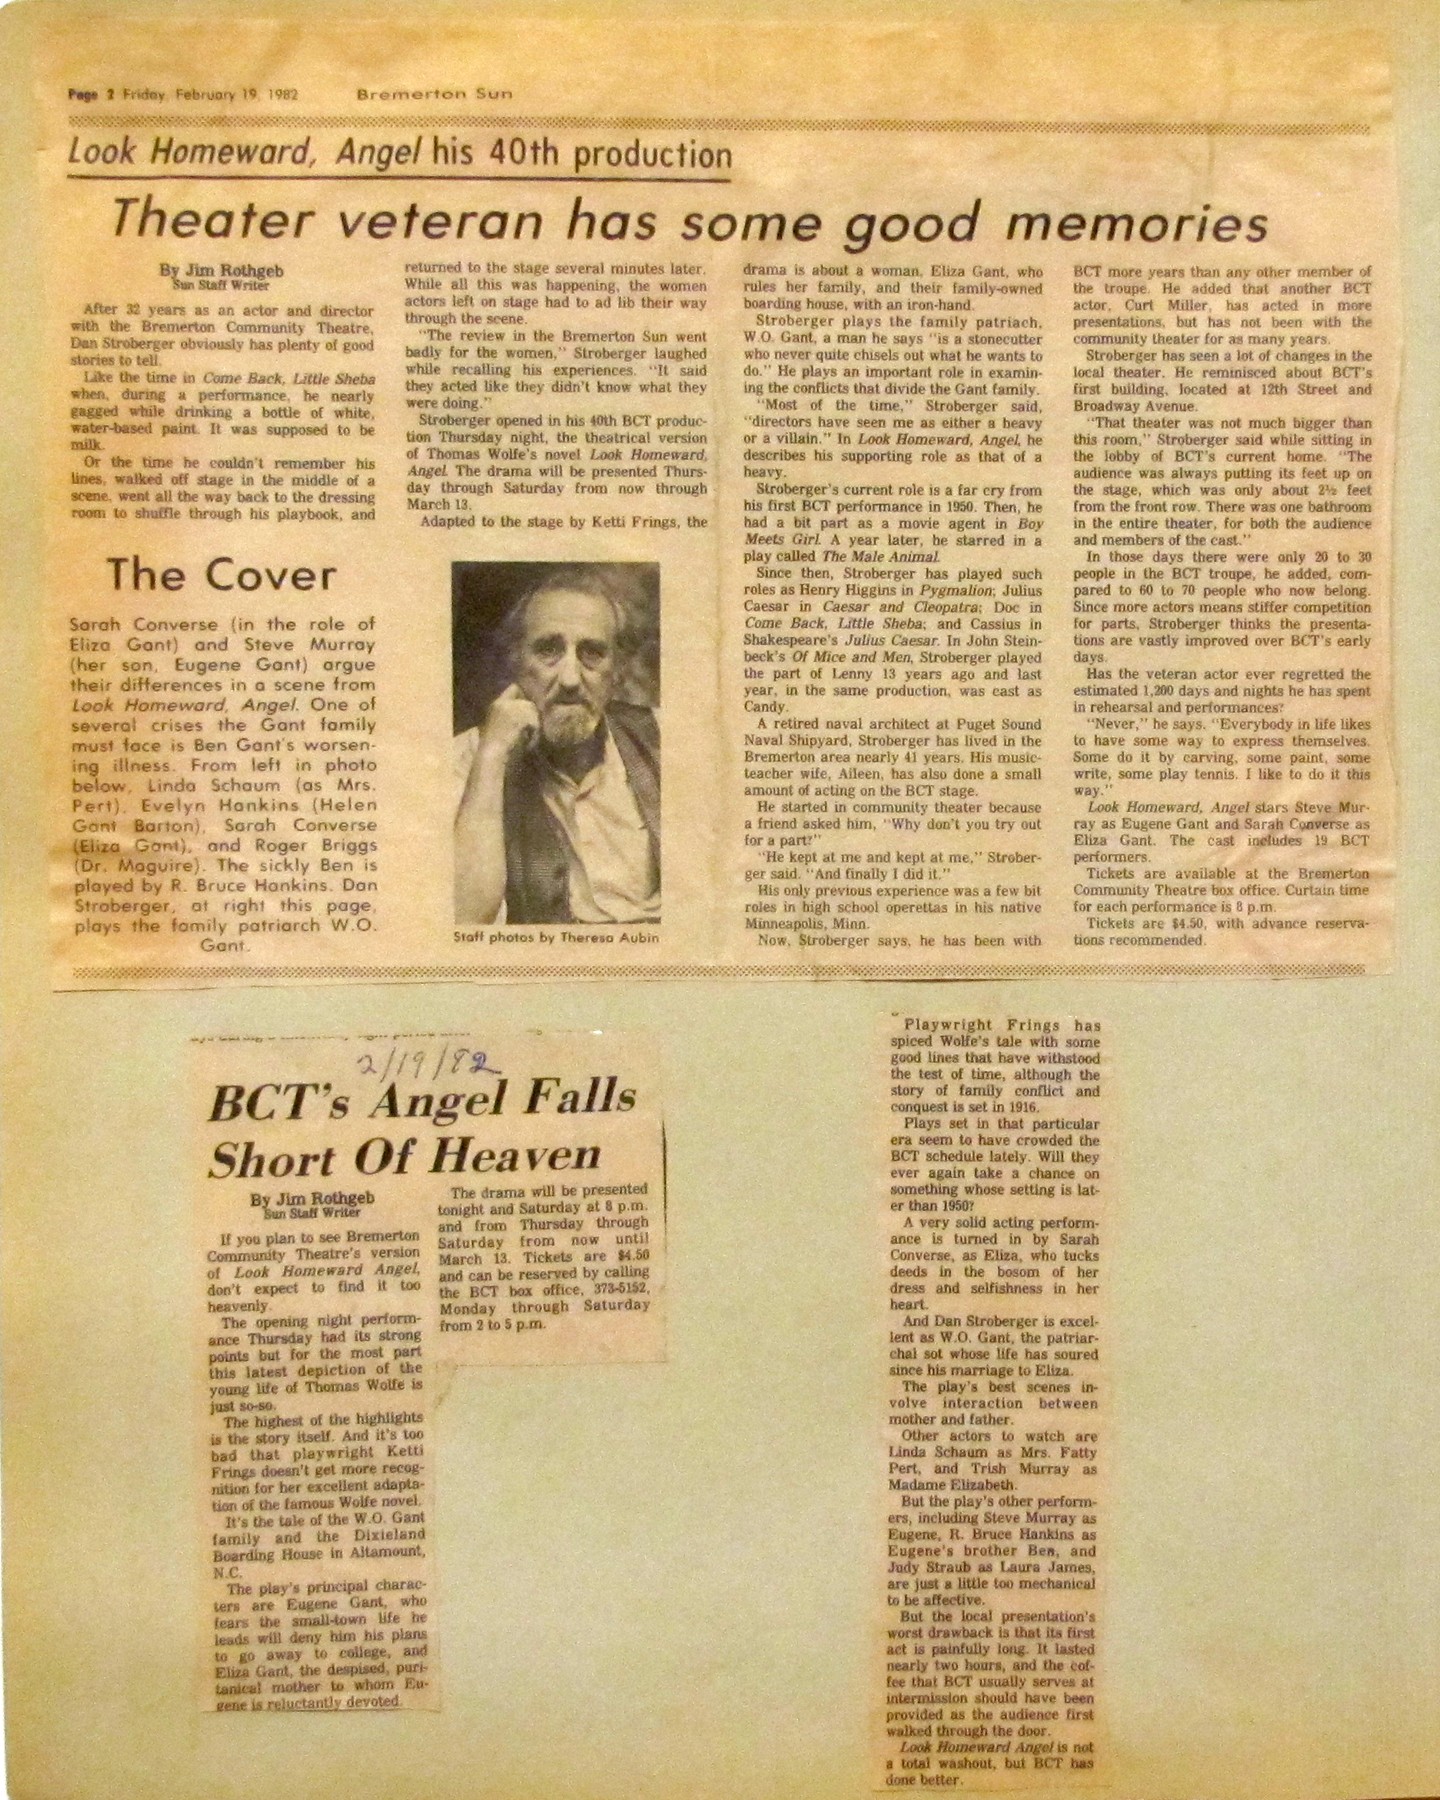 Page 2 Friday, February 19, 1982 Bremerton Sun
Look Homeward, Angel his 40th production
Theater veteran has some good memories
By Jim Rothgeb
Sun Staff Writer
After 32 years as an actor and director
with the Bremerton Community Theatre,
Dan Stroberger obviously has plenty of good
stories to tell.
Like the time in Come Back, Little Sheba
when, during a performance, he nearly
gagged while drinking a bottle of white,
water-based paint. It was supposed to be
milk.
Or the time he couldn't remember his
lines, walked off stage in the middle of a
scene, went all the way back to the dressing
room to shuffle through his playbook, and
returned to the stage several minutes later.
While all this was happening, the women
actors left on stage had to ad lib their way
through the scene.
"The review in the Bremerton Sun went
badly for the women," Stroberger laughed
while recalling his experiences. "It said
they acted like they didn't know what they
were doing."
Stroberger opened in his 40th BCT produc-
tion Thursday night, the theatrical version
of Thomas Wolfe's novel Look Homeward,
Angel. The drama will be presented Thurs-
day through Saturday from now through
March 13.
Adapted to the stage by Ketti Frings, the
drama is about a woman, Eliza Gant, who
rules her family, and their family-owned
boarding house, with an iron-hand.
Stroberger plays the family patriach,
W.O. Gant, a man he says "is a stonecutter
who never quite chisels out what he wants to
do." He plays an important role in examin-
ing the conflicts that divide the Gant family.
"Most of the time," Stroberger said,
"directors have seen me as either a heavy
or a villain." In Look Homeward, Angel, he
describes his supporting role as that of a
heavy.
Stroberger's current role is a far cry from
his first BCT performance in 1950. Then, he
had a bit part as a movie agent in Boy
Meets Girl. A year later, he starred in a
play called The Male Animal.
Since then, Stroberger has played such
roles as Henry Higgins in Pygmalion; Julius
Caesar in Caesar and Cleopatra; Doc in
Come Back, Little Sheba; and Cassius in
Shakespeare's Julius Caesar. In John Stein-
beck's Of Mice and Men, Stroberger played
the part of Lenny 13 years ago and last
year, in the same production, was cast as
Candy.
A retired naval architect at Puget Sound
Naval Shipyard, Stroberger has lived in the
Bremerton area nearly 41 years. His music-
teacher wife, Aileen, has also done a small
amount of acting on the BCT stage.
He started in community theater because
a friend asked him, "Why don't you try out
for a part?"
"He kept at me and kept at me," Strober-
ger said. "And finally I did it."
His only previous experience was a few bit
roles in high school operettas in his native
Minneapolis, Minn.
Now, Stroberger says, he has been with
BCT more years than any other member of
the troupe. He added that another BCT
actor, Curt Miller, has acted in more
presentations, but has not been with the
community theater for as many years.
Stroberger has seen a lot of changes in the
local theater. He reminisced about BCT's
first building, located at 12th Street and
Broadway Avenue.
"That theater was not much bigger than
this room," Stroberger said while sitting in
the lobby of BCT's current home. "The
audience was always putting its feet up on
the stage, which was only about 2½ feet
from the front row. There was one bathroom
in the entire theater, for both the audience
and members of the cast."
In those days there were only 20 to 30
people in the BCT troupe, he added, com-
pared to 60 to 70 people who now belong.
Since more actors means stiffer competition
for parts, Stroberger thinks the presenta-
tions are vastly improved over BCT's early
days.
Has the veteran actor ever regretted the
estimated 1,200 days and nights he has spent
in rehearsal and performances?
"Never," he says. "Everybody in life likes
to have some way to express themselves.
Some do it by carving, some paint, some
write, some play tennis. I like to do it this
way."
Look Homeward, Angel stars Steve Mur-
ray as Eugene Gant and Sarah Converse as
Eliza Gant. The cast includes 19 BCT
performers.
Tickets are available at the Bremerton
Community Theatre box office. Curtain time
for each performance is 8 p.m.
Tickets are $4.50, with advance reserva-
tions recommended.
The Cover
Sarah Converse (in the role of
Eliza Gant) and Steve Murray
(her son, Eugene Gant) argue
their differences in a scene from
Look Homeward, Angel. One of
several crises the Gant family
must face is Ben Gant's worsen-
ing illness. From left in photo
below, Linda Schaum (as Mrs.
Pert), Evelyn Hankins (Helen
Gant Barton), Sarah Converse
(Eliza Gant), and Roger Briggs
(Dr. Maguire). The sickly Ben is
played by R. Bruce Hankins. Dan
Stroberger, at right this page,
plays the family patriarch W.O.
Gant.
Staff photos by Theresa Aubin
2/19/82
BCT's Angel Falls
Short Of Heaven
By Jim Rothgeb
Sun Staff Writer
If you plan to see Bremerton
Community Theatre's version
of Look Homeward Angel,
don't expect to find it too
heavenly.
The opening night perform-
ance Thursday had its strong
points but for the most part
this latest depiction of the
young life of Thomas Wolfe is
just so-so.
The highest of the highlights
is the story itself. And it's too
bad that playwright Ketti
Frings doesn't get more recog-
nition for her excellent adapta-
tion of the famous Wolfe novel.
It's the tale of the W.O. Gant
family and the Dixieland
Boarding House in Altamount,
N.C.
The play's principal charac-
ters are Eugene Gant, who
fears the small-town life he
leads will deny him his plans
to go away to college, and
Eliza Gant, the despised, puri-
tanical mother to whom Eu-
gene is reluctantly devoted.
The drama will be presented
tonight and Saturday at 8 p.m.
and from Thursday through
Saturday from now until
March 13. Tickets are $4.50
and can be reserved by calling
the BCT box office, 373-5152,
Monday through Saturday
from 2 to 5 p.m.
Playwright Frings has
spiced Wolfe's tale with some
good lines that have withstood
the test of time, although the
story of family conflict and
conquest is set in 1916.
Plays set in that particular
era seem to have crowded the
BCT schedule lately. Will they
ever again take a chance on
something whose setting is lat-
er than 1950?
A very solid acting perform-
ance is turned in by Sarah
Converse, as Eliza, who tucks
deeds in the bosom of her
dress and selfishness in her
heart.
And Dan Stroberger is excel-
lent as W.O. Gant, the patriar-
chal sot whose life has soured
since his marriage to Eliza.
The play's best scenes in-
volve interaction between
mother and father.
Other actors to watch are
Linda Schaum as Mrs. Fatty
Pert, and Trish Murray as
Madame Elizabeth.
But the play's other perform-
ers, including Steve Murray as
Eugene, R. Bruce Hankins as
Eugene's brother Ben, and
Judy Straub as Laura James,
are just a little too mechanical
to be affective.
But the local presentation's
worst drawback is that its first
act is painfully long. It lasted
nearly two hours, and the cof-
fee that BCT usually serves at
intermission should have been
provided as the audience first
walked through the door.
Look Homeward Angel is not
a total washout, but BCT has
done better.